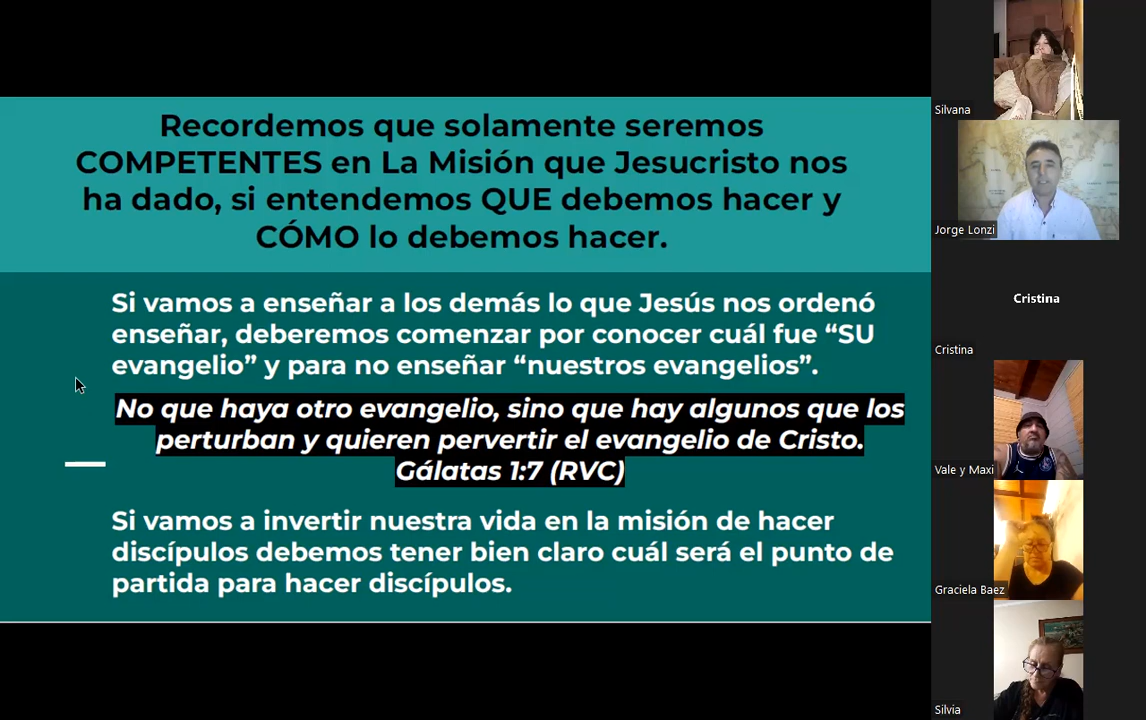 Recordemos que solamente seremos
COMPETENTES en La Misión que Jesucristo nos
ha dado, si entendemos QUE debemos hacer y
CÓMO lo debemos hacer.
Si vamos a enseñar a los demás lo que Jesús nos ordenó
enseñar, deberemos comenzar por conocer cuál fue “SU
evangelio” y para no enseñar “nuestros evangelios”.
No que haya otro evangelio, sino que hay algunos que los
perturban y quieren pervertir el evangelio de Cristo.
Gálatas 1:7 (RVC)
Si vamos a invertir nuestra vida en la misión de hacer
discípulos debemos tener bien claro cuál será el punto de
partida para hacer discípulos.
Silvana
Jorge Lonzi
Cristina
Cristina
Vale y Maxi
Graciela Baez
Silvia